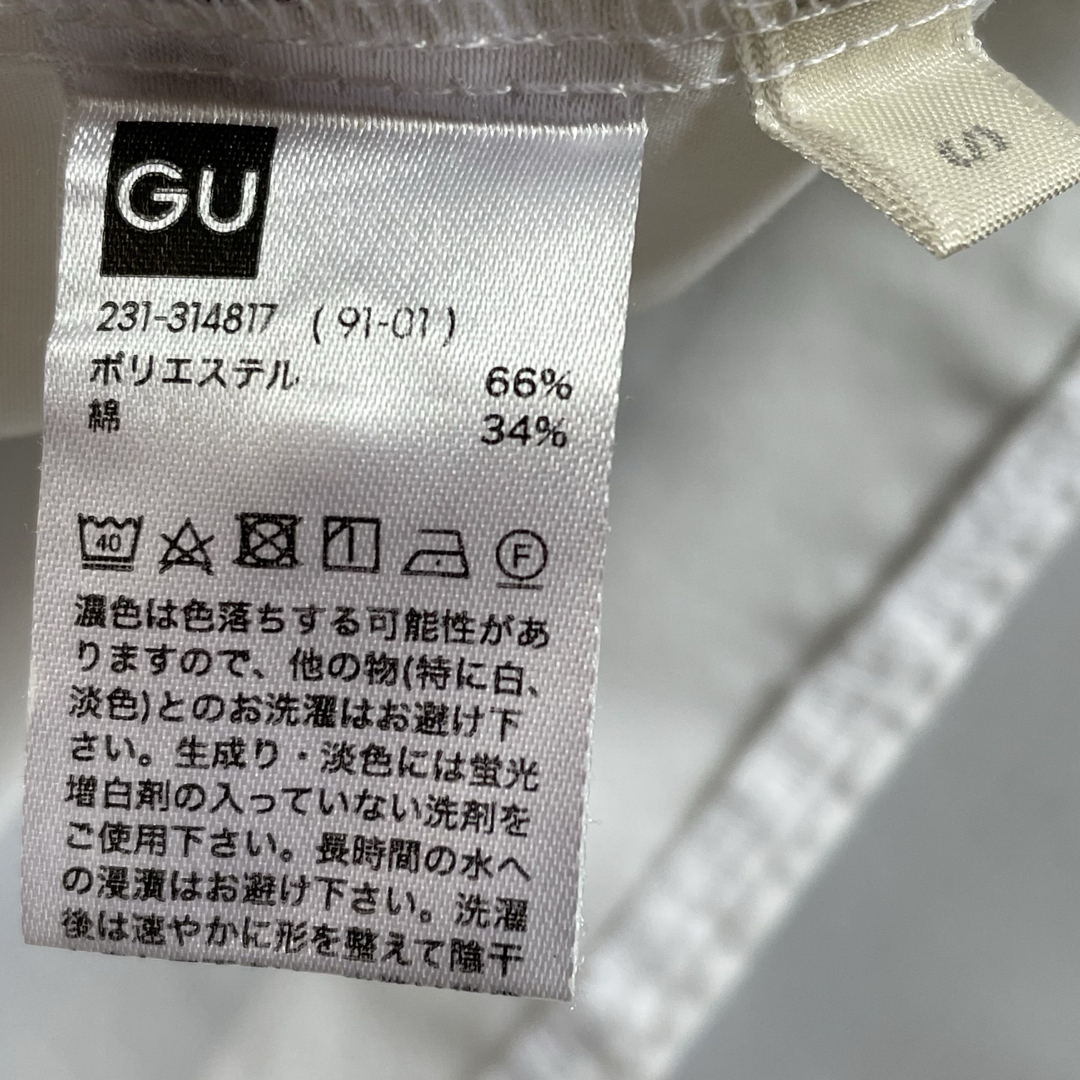 GU
S
231-314817 (91-01)
ポリエステル 66%
綿 34%
40
F
濃色は色落ちする可能性があ
りますので、他の物(特に白、
淡色)とのお洗濯はお避け下
さい。生成り・淡色には蛍光
増白剤の入っていない洗剤を
ご使用下さい。長時間の水へ
の浸漬はお避け下さい。洗濯
後は速やかに形を整えて陰干